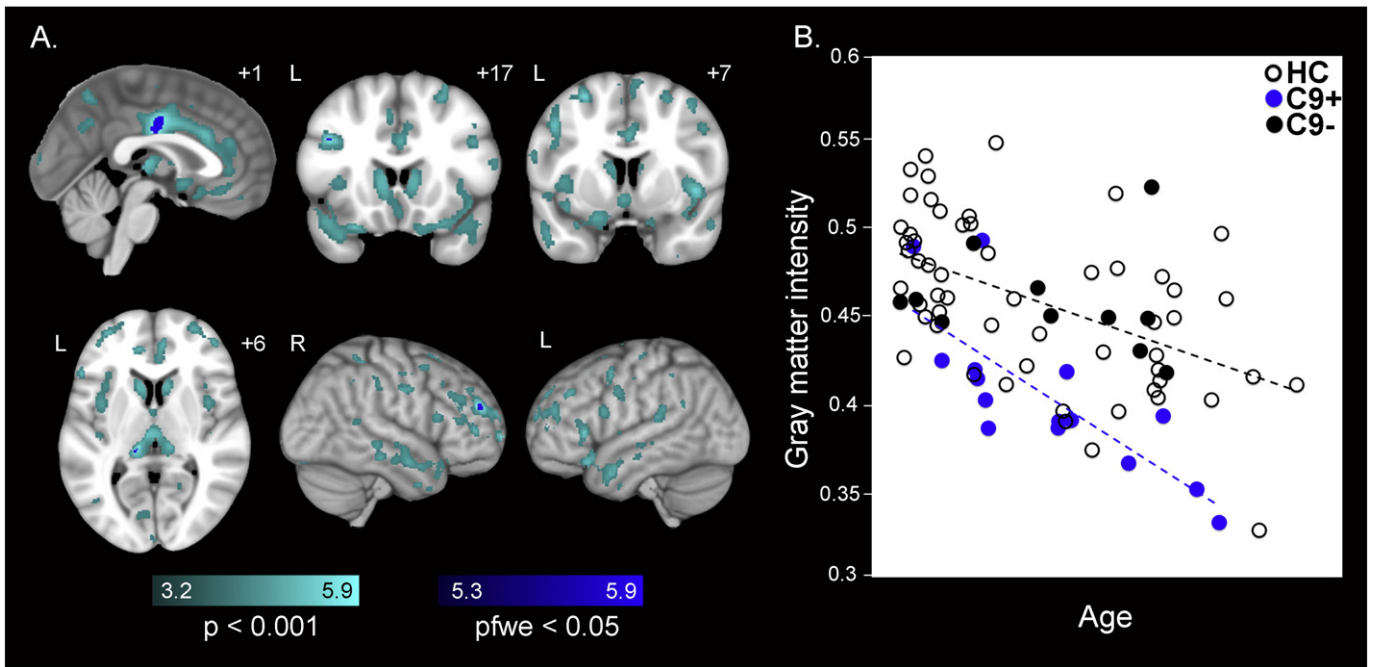 A.
+1
L
+17
L
+7
L
+6
R
L
3.2 5.9
p < 0.001
5.3 5.9
pfwe < 0.05
B.
HC
C9+
C9-
0.6
0.55
0.5
0.45
0.4
0.35
0.3
Gray matter intensity
Age